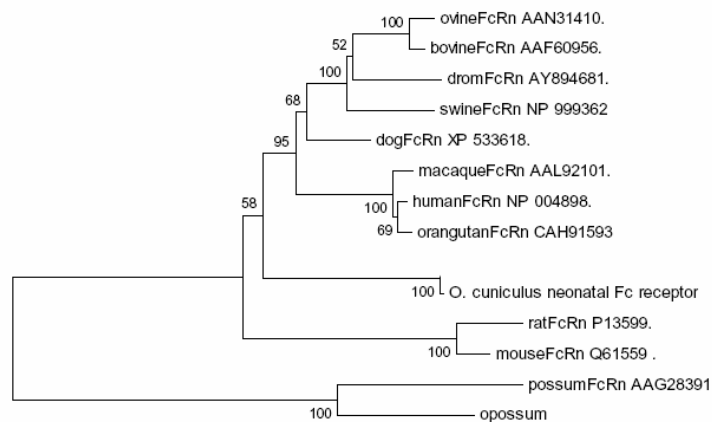 100 ovineFcRn AAN31410.
52 bovineFcRn AAF60956.
100 dromFcRn AY894681.
68 swineFcRn NP 999362
95 dogFcRn XP 533618.
macaqueFcRn AAL92101.
58 100 humanFcRn NP 004898.
69 orangutanFcRn CAH91593
100 O. cuniculus neonatal Fc receptor
ratFcRn P13599.
100 mouseFcRn Q61559 .
possumFcRn AAG28391
100 opossum